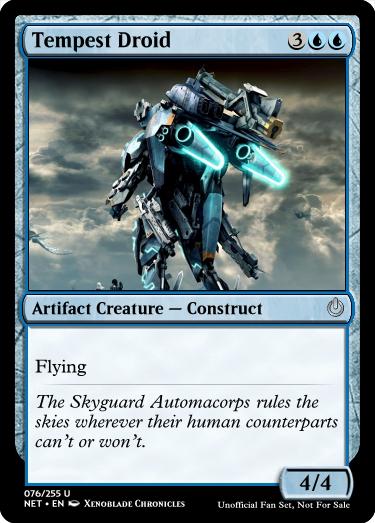 Tempest Droid 3
Artifact Creature — Construct
Flying
The Skyguard Automacorps rules the
skies wherever their human counterparts
can't or won't.
4/4
076/255 U
NET • EN XENOBLADE CHRONICLES
Unofficial Fan Set, Not For Sale